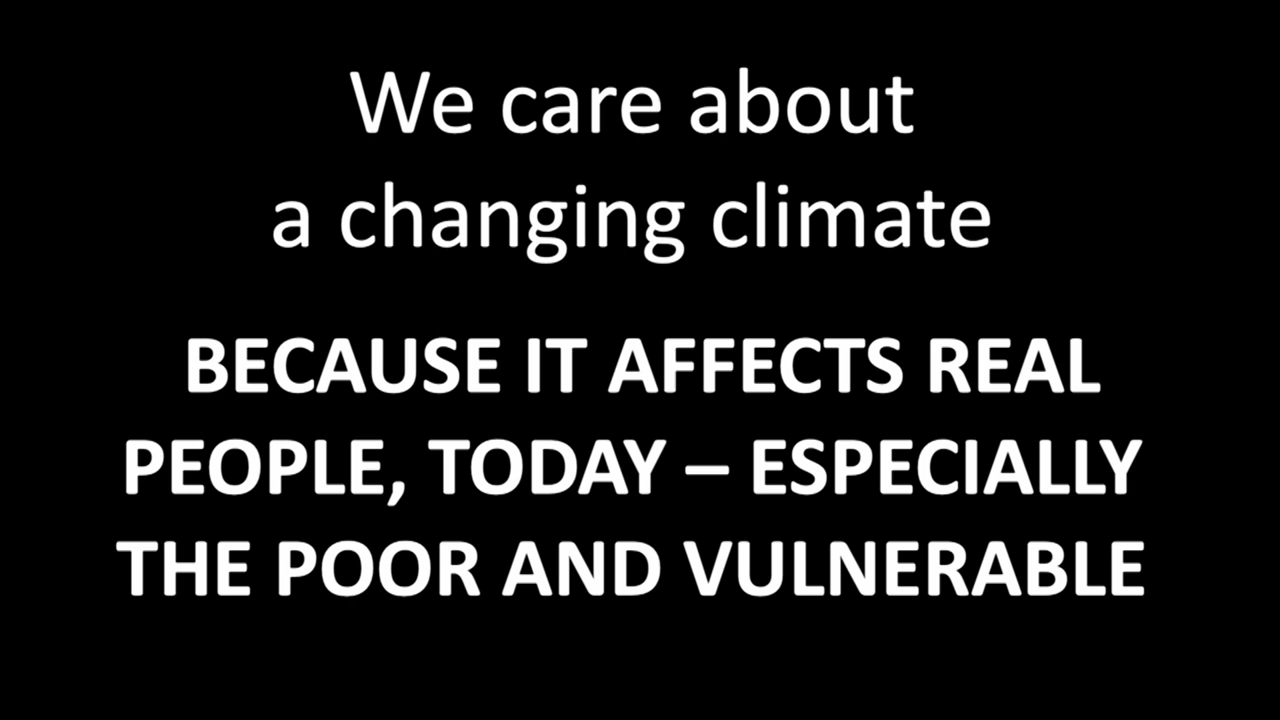 We care about
a changing climate
BECAUSE IT AFFECTS REAL
PEOPLE, TODAY – ESPECIALLY
THE POOR AND VULNERABLE